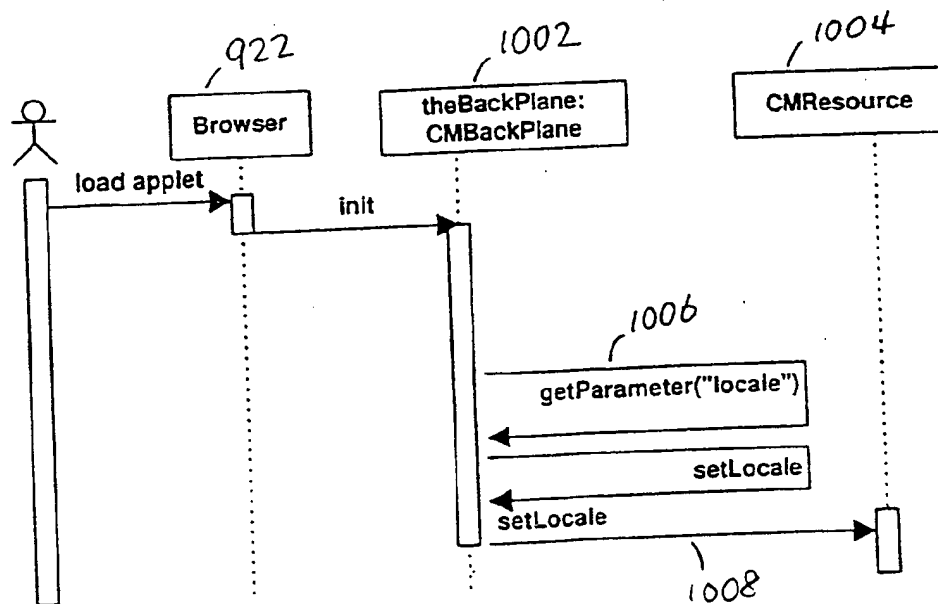 922
1002
1004
Browser
theBackPlane:
CMBackPlane
CMResource
load applet
init
1006
getParameter("locale")
setLocale
setLocale
1008